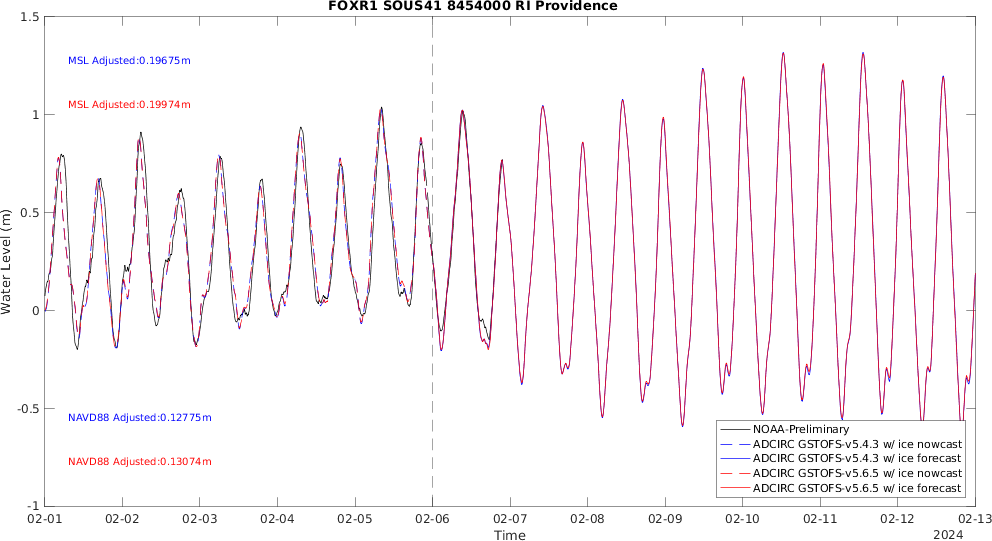 FOXR1 SOUS41 8454000 RI Providence
1.5
1
0.5
0
-0.5
-1
Water Level (m)
MSL Adjusted:0.19675m
MSL Adjusted:0.19974m
NAVD88 Adjusted:0.12775m
NAVD88 Adjusted:0.13074m
NOAA-Preliminary
ADCIRC GSTOFS-v5.4.3 w/ ice nowcast
ADCIRC GSTOFS-v5.4.3 w/ ice forecast
ADCIRC GSTOFS-v5.6.5 w/ ice nowcast
ADCIRC GSTOFS-v5.6.5 w/ ice forecast
02-01 02-02 02-03 02-04 02-05 02-06 02-07 02-08 02-09 02-10 02-11 02-12 02-13
Time
2024